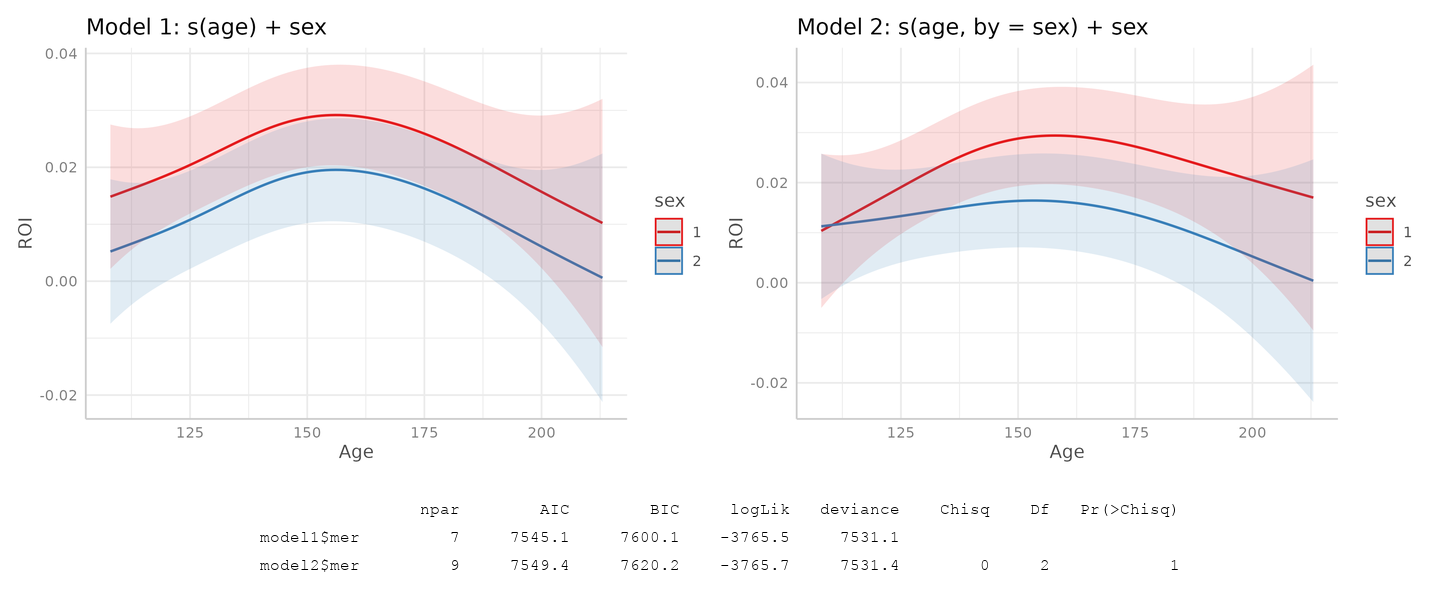 Model 1: s(age) + sex
0.04
0.02
0.00
-0.02
ROI
125 150 175 200
Age
sex
1
2
Model 2: s(age, by = sex) + sex
0.04
0.02
0.00
-0.02
ROI
125 150 175 200
Age
sex
1
2
npar AIC BIC logLik deviance Chisq Df Pr(>Chisq)
model1$mer 7 7545.1 7600.1 -3765.5 7531.1
model2$mer 9 7549.4 7620.2 -3765.7 7531.4 0 2 1